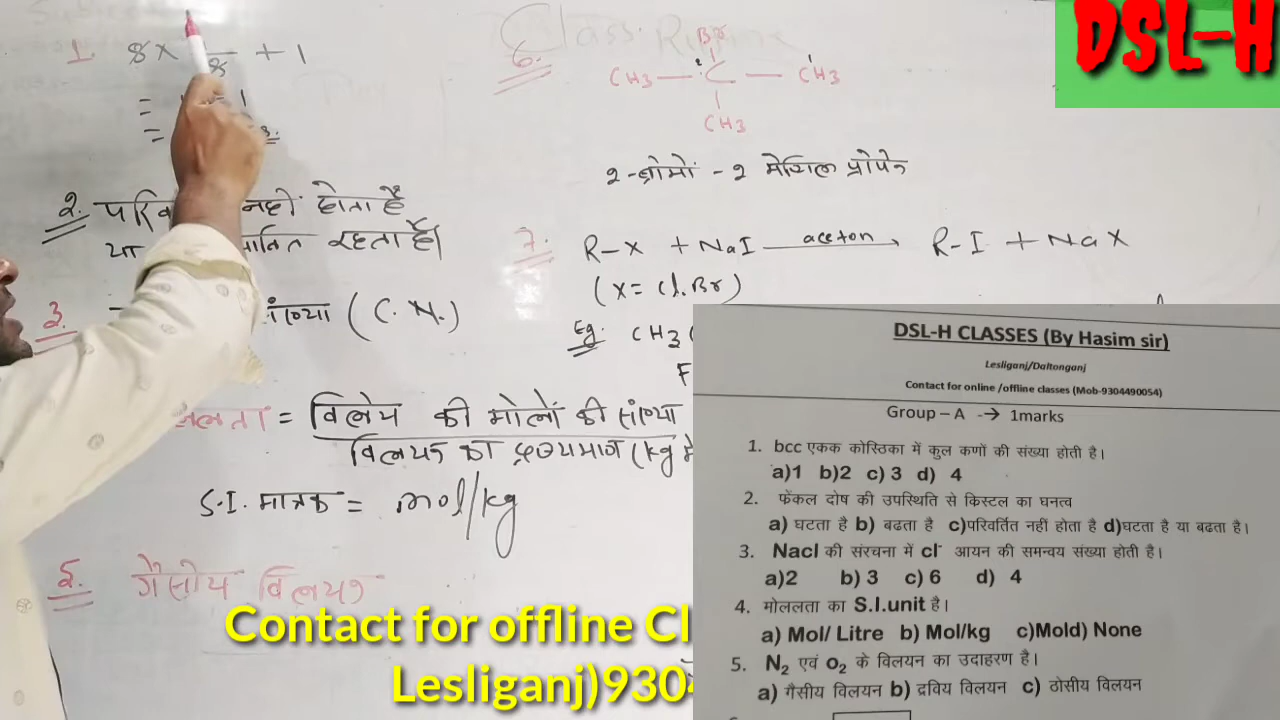 DSL-H
1. 8 x 8 + 1
= 1
=
2. नहीं होता है
या रहता है।
3. (C. N.)
= विलेय की मोलों की संख्या
विलयन का द्रव्यमान (kg में
S.I. मात्रक = mol/kg
5. गैसीय विलयन
6.
Br
CH3 — C — CH3
CH3
2-ब्रोमो - 2 मेथिल प्रोपेन
7. R-X + NaI aceton R-I + NaX
(X = Cl. Br)
Eg: CH3
F
DSL-H CLASSES (By Hasim sir)
Lesliganj/Daltonganj
Contact for online /offline classes (Mob-9304490054)
Group – A → 1marks
1. bcc एकक कोस्ठिका में कुल कणों की संख्या होती है।
a)1 b)2 c) 3 d) 4
2. फेंकल दोष की उपस्थिति से किस्टल का घनत्व
a) घटता है b) बढता है c)परिवर्तित नहीं होता है d)घटता है या बढता है।
3. Nacl की संरचना में cl- आयन की समन्वय संख्या होती है।
a)2 b) 3 c) 6 d) 4
4. मोललता का S.I.unit है।
a) Mol/ Litre b) Mol/kg c)Mold) None
5. N2 एवं o2 के विलयन का उदाहरण है।
a) गैसीय विलयन b) द्रविय विलयन c) ठोसीय विलयन
Contact for offline Cl
Lesliganj)930